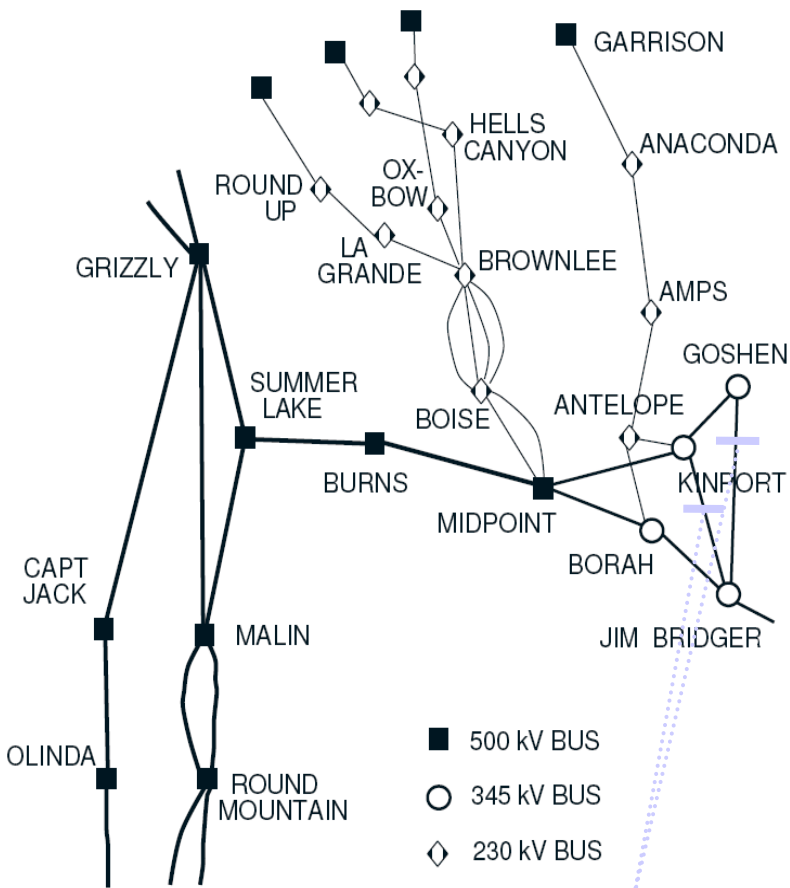 GARRISON
HELLS
CANYON
ANACONDA
OX-
BOW
ROUND
UP
LA
GRANDE
GRIZZLY
BROWNLEE
AMPS
GOSHEN
SUMMER
LAKE
BOISE
ANTELOPE
BURNS
KINPORT
MIDPOINT
BORAH
CAPT
JACK
MALIN
JIM BRIDGER
OLINDA
ROUND
MOUNTAIN
500 kV BUS
345 kV BUS
230 kV BUS